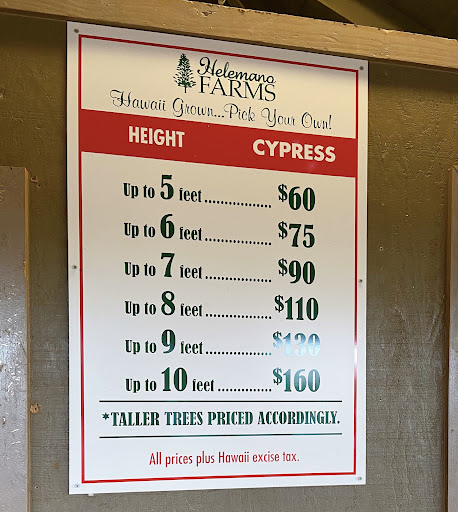 Helemano
FARMS
Hawaii Grown...Pick Your Own!
HEIGHT CYPRESS
Up to 5 feet................ $60
Up to 6 feet................ $75
Up to 7 feet................ $90
Up to 8 feet................ $110
Up to 9 feet................ $130
Up to 10 feet............. $160
*TALLER TREES PRICED ACCORDINGLY.
All prices plus Hawaii excise tax.